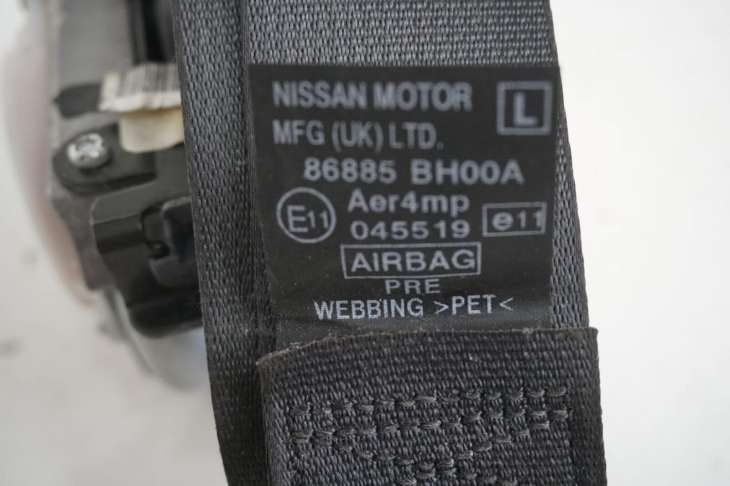 NISSAN MOTOR L
MFG (UK) LTD.
86885 BH00A
E11 Aer4mp
045519 e11
AIRBAG
PRE
WEBBING >PET<